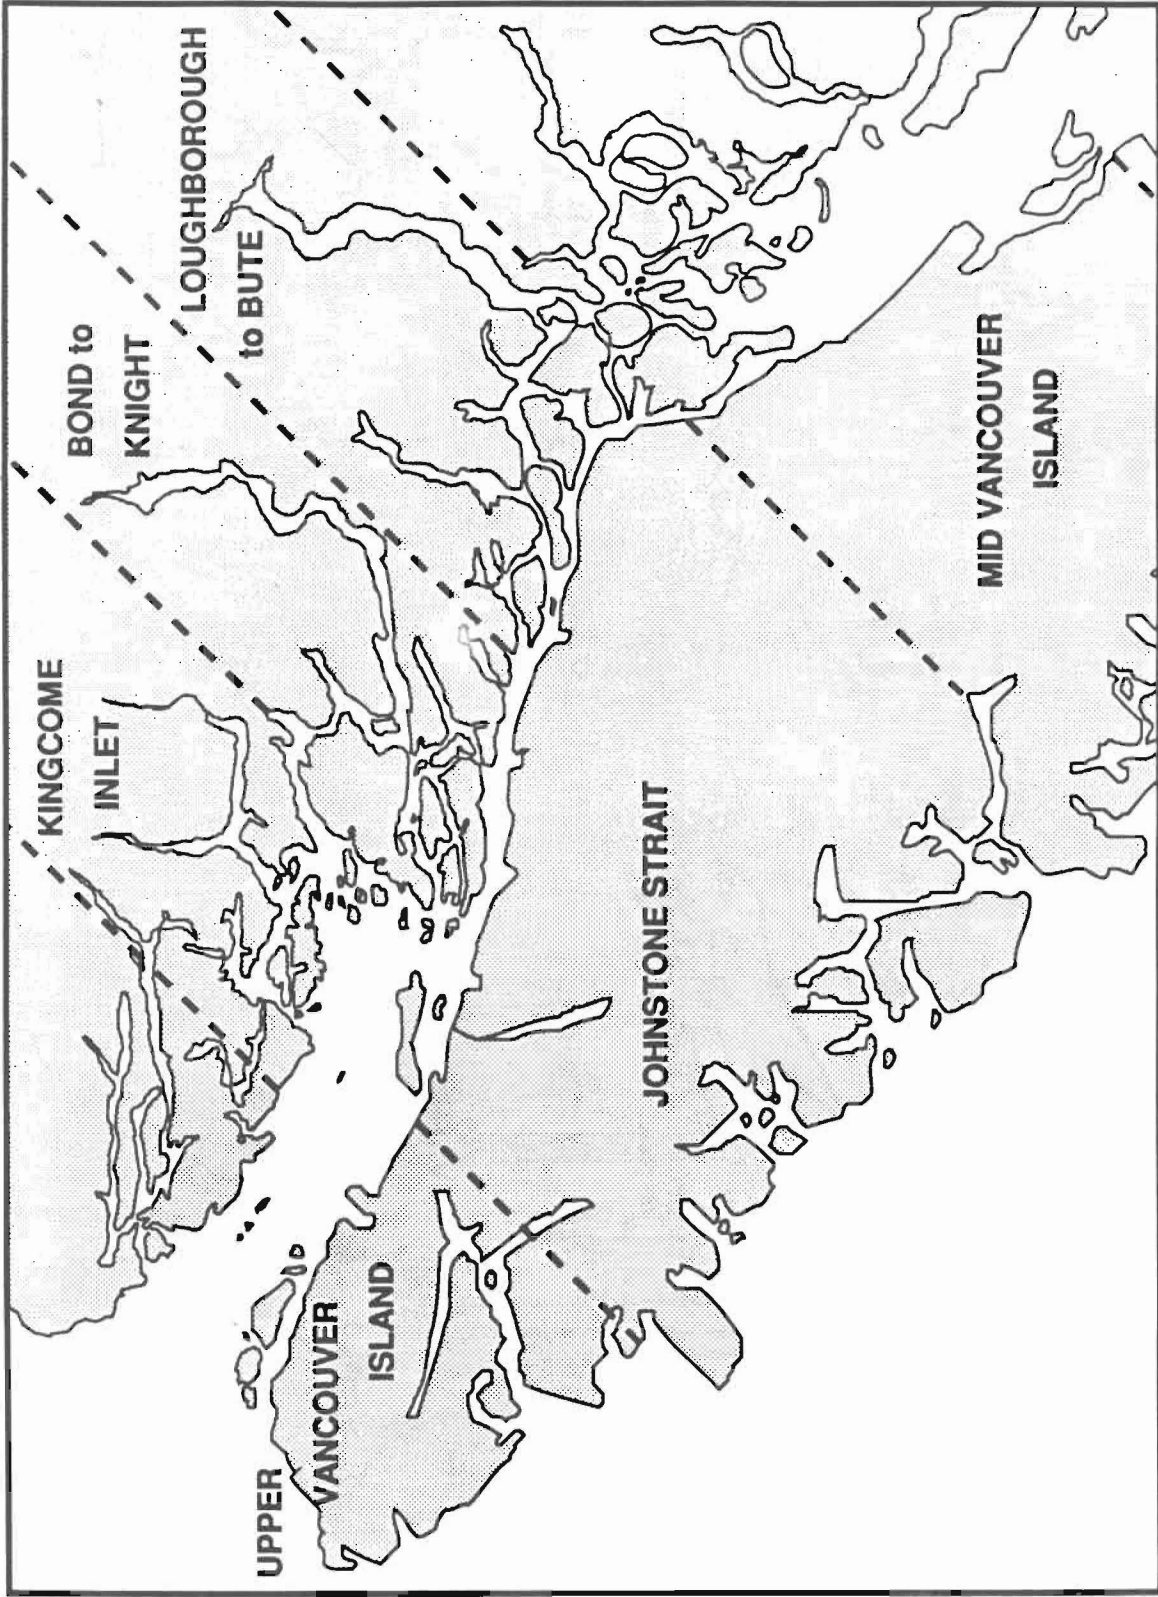 KINGCOME
INLET
BOND to
KNIGHT
LOUGHBOROUGH
to BUTE
UPPER
VANCOUVER
ISLAND
JOHNSTONE STRAIT
MID VANCOUVER
ISLAND